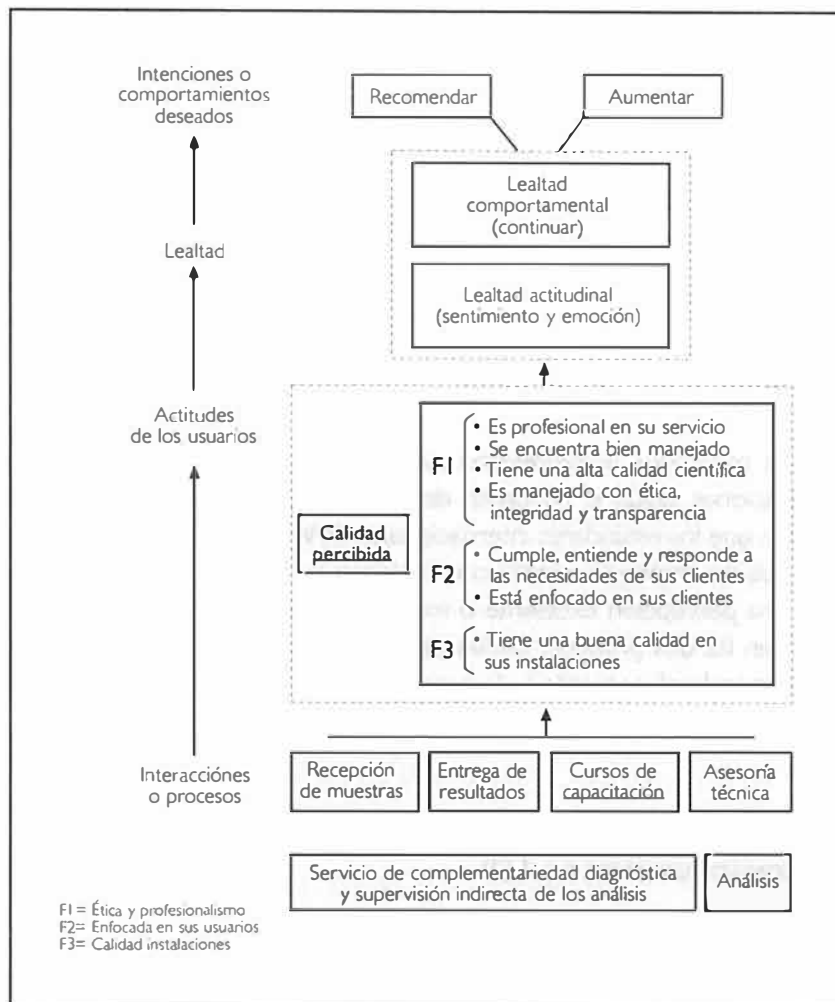 Intenciones o
comportamientos
deseados
Recomendar
Aumentar
Lealtad
comportamental
(continuar)
Lealtad
Lealtad actitudinal
(sentimiento y emoción)
Actitudes
de los usuarios
Calidad
percibida
F1
• Es profesional en su servicio
• Se encuentra bien manejado
• Tiene una alta calidad científica
• Es manejado con ética,
integridad y transparencia
F2
• Cumple, entiende y responde a
las necesidades de sus clientes
• Está enfocado en sus clientes
F3
• Tiene una buena calidad en
sus instalaciones
Interacciónes
o procesos
Recepción
de muestras
Entrega de
resultados
Cursos de
capacitación
Asesoría
técnica
Servicio de complementariedad diagnóstica
y supervisión indirecta de los análisis
Análisis
F1= Ética y profesionalismo
F2= Enfocada en sus usuarios
F3= Calidad instalaciones